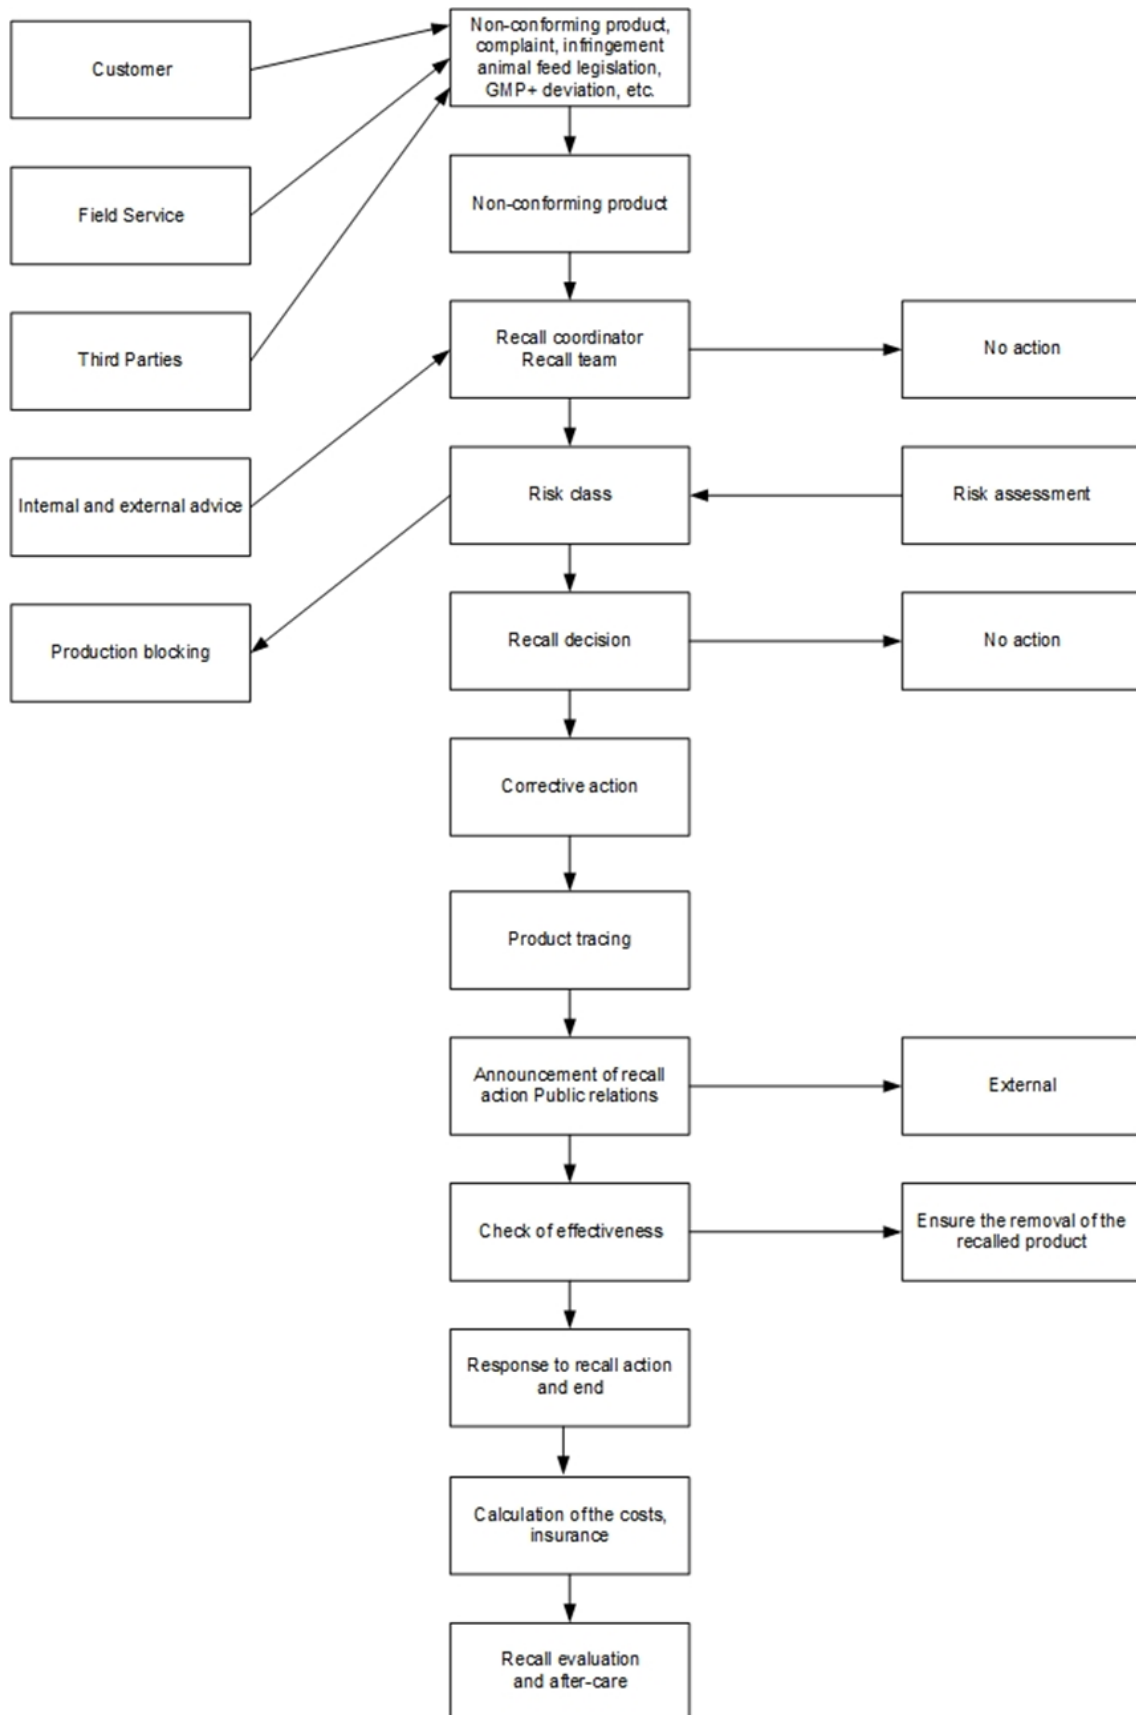 Customer
Non-conforming product,
complaint, infringement
animal feed legislation,
GMP+ deviation, etc.
Field Service
Non-conforming product
Third Parties
Recall coordinator
Recall team
No action
Internal and external advice
Risk class
Risk assessment
Production blocking
Recall decision
No action
Corrective action
Product tracing
Announcement of recall
action Public relations
External
Check of effectiveness
Ensure the removal of the
recalled product
Response to recall action
and end
Calculation of the costs,
insurance
Recall evaluation
and after-care